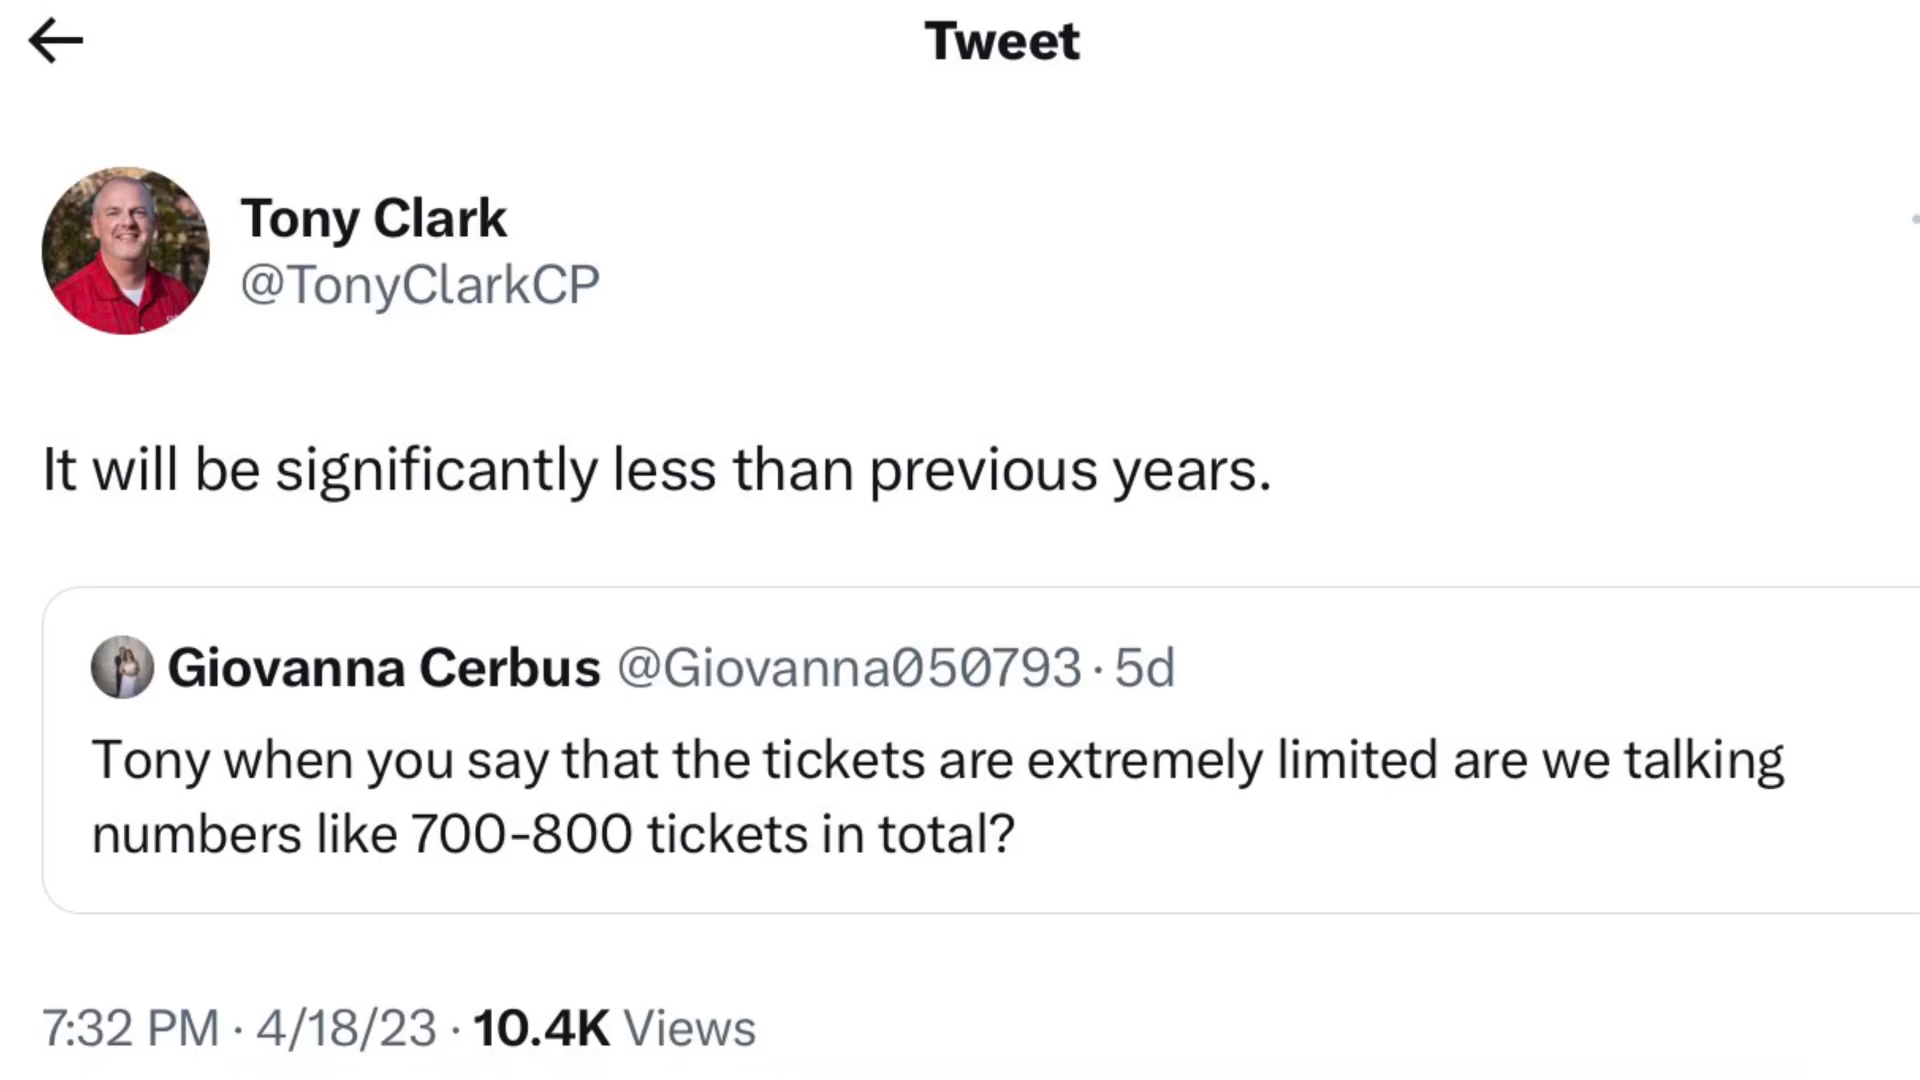 Tweet
Tony Clark
@TonyClarkCP
It will be significantly less than previous years.
Giovanna Cerbus @Giovanna050793 · 5d
Tony when you say that the tickets are extremely limited are we talking
numbers like 700-800 tickets in total?
7:32 PM · 4/18/23 · 10.4K Views